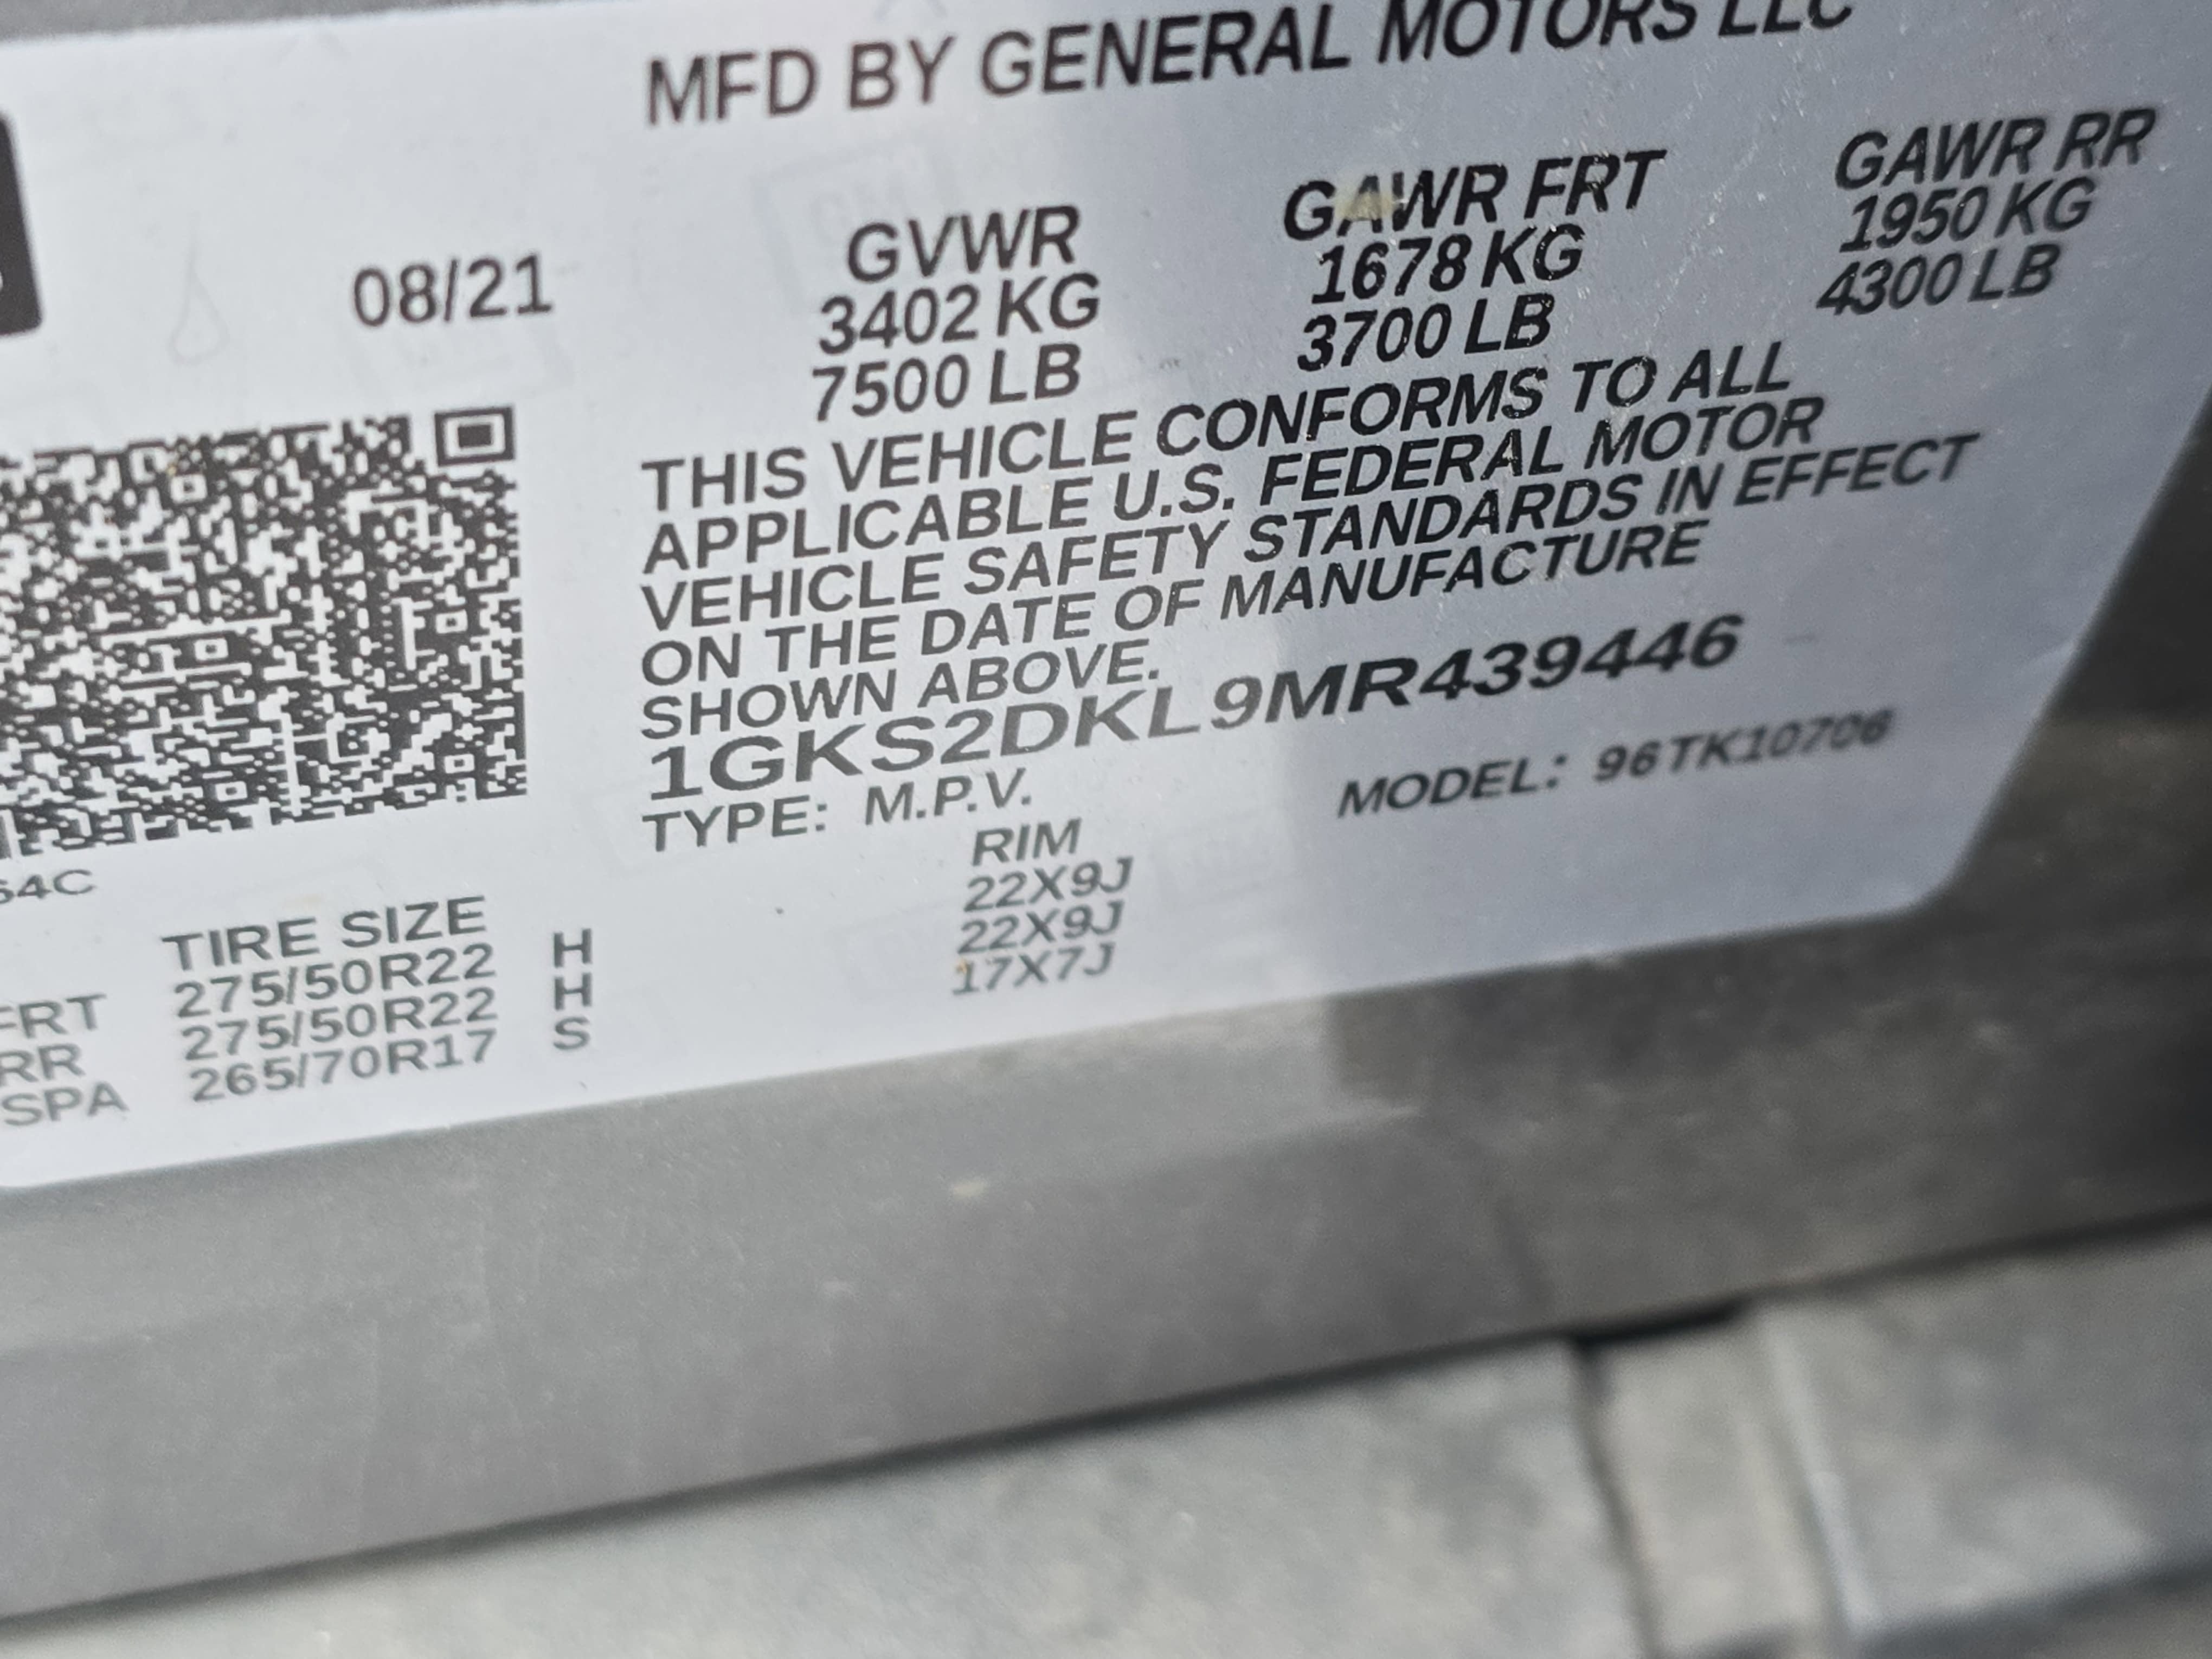 MFD BY GENERAL MOTORS LLC
08/21
GVWR
3402 KG
7500 LB
GAWR FRT
1678 KG
3700 LB
GAWR RR
1950 KG
4300 LB
THIS VEHICLE CONFORMS TO ALL
APPLICABLE U.S. FEDERAL MOTOR
VEHICLE SAFETY STANDARDS IN EFFECT
ON THE DATE OF MANUFACTURE
SHOWN ABOVE.
1GKS2DKL9MR439446
TYPE: M.P.V. MODEL: 96TK10706
64C
TIRE SIZE RIM
FRT 275/50R22 H 22X9J
RR 275/50R22 H 22X9J
SPA 265/70R17 S 17X7J